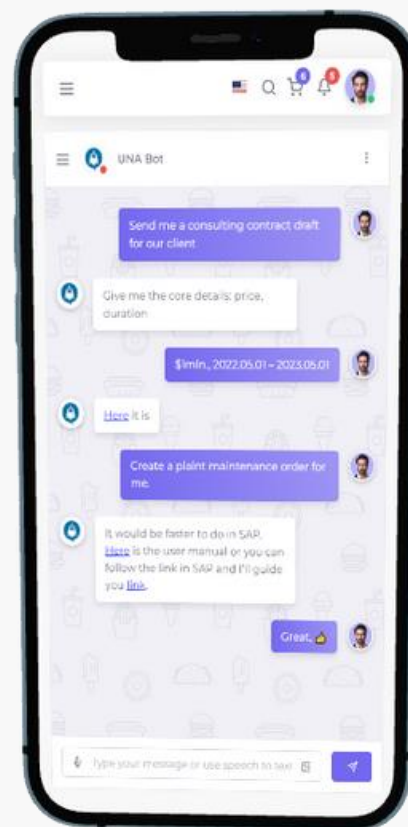 6
5
UNA Bot
Send me a consulting contract draft
for our client
Give me the core details: price,
duration
$1mln., 2022.05.01 – 2023.05.01
Here it is
Create a plaint maintenance order for
me.
It would be faster to do in SAP.
Here is the user manual or you can
follow the link in SAP and I'll guide
you link.
Great,
Type your message or use speech to text